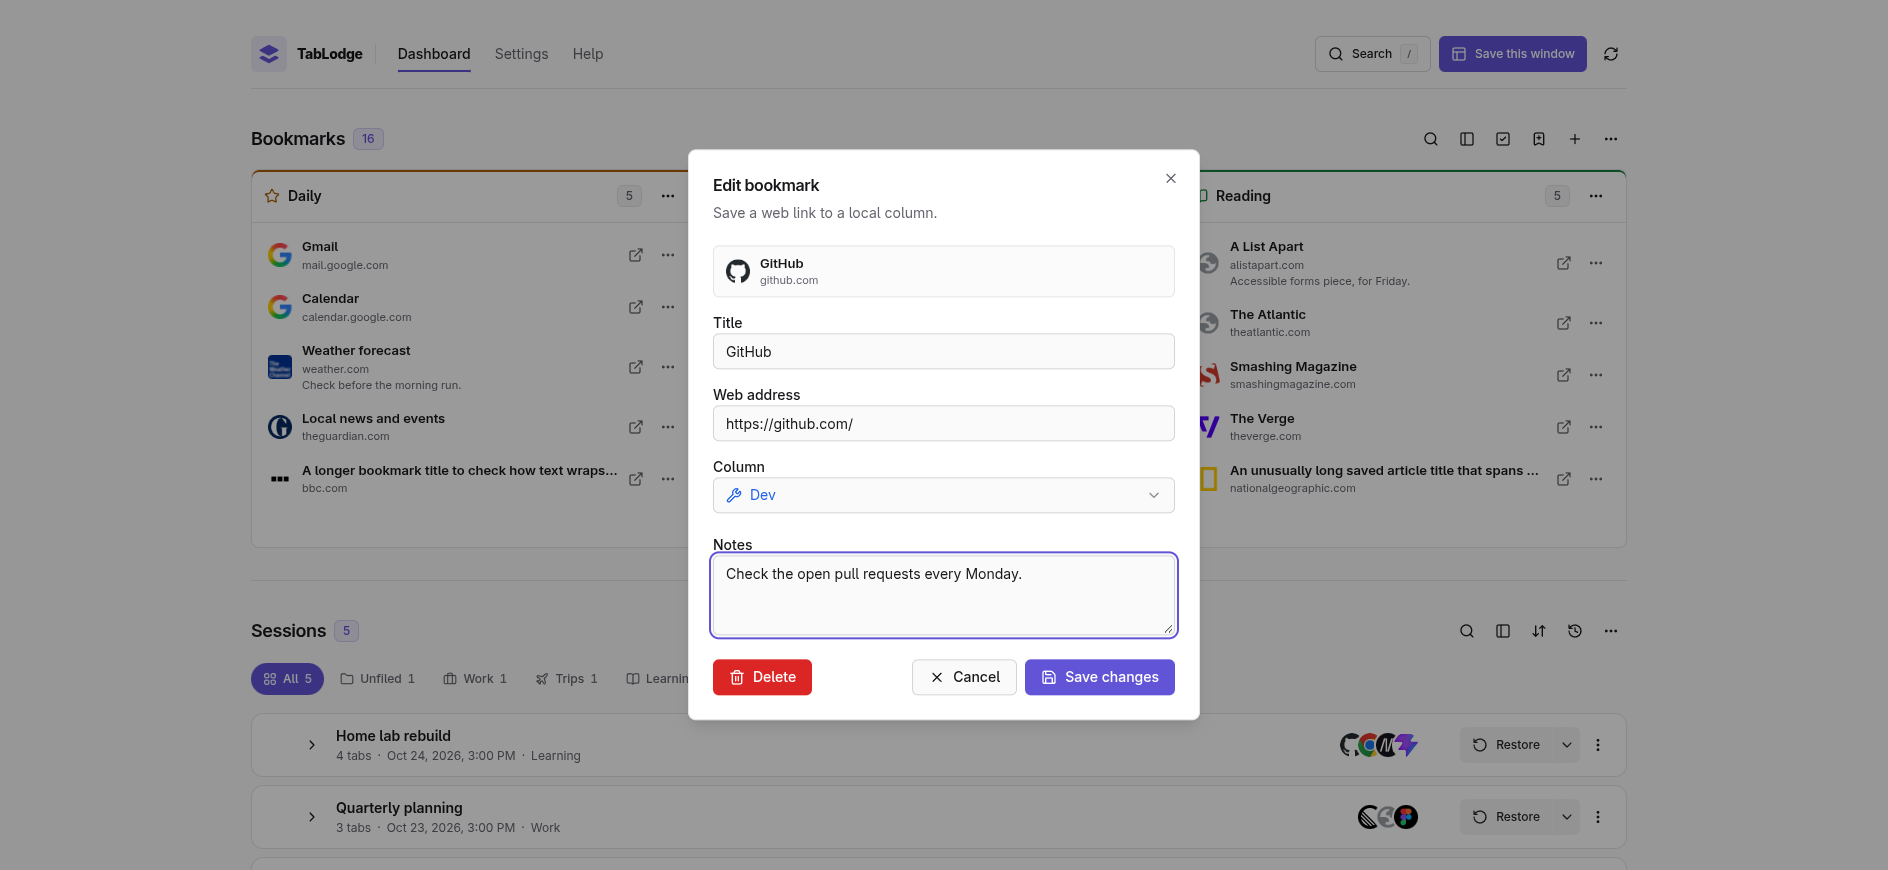 TabLodge
Dashboard
Settings
Help
Search /
Save this window
Bookmarks 16
Daily 5
Gmail
mail.google.com
Calendar
calendar.google.com
Weather forecast
weather.com
Check before the morning run.
Local news and events
theguardian.com
A longer bookmark title to check how text wraps...
bbc.com
Edit bookmark
Save a web link to a local column.
GitHub
github.com
Title
GitHub
Web address
https://github.com/
Column
Dev
Notes
Check the open pull requests every Monday.
Delete
Cancel
Save changes
Reading 5
A List Apart
alistapart.com
Accessible forms piece, for Friday.
The Atlantic
theatlantic.com
Smashing Magazine
smashingmagazine.com
The Verge
theverge.com
An unusually long saved article title that spans ...
nationalgeographic.com
Sessions 5
All 5
Unfiled 1
Work 1
Trips 1
Home lab rebuild
4 tabs · Oct 24, 2026, 3:00 PM · Learning
Restore
Quarterly planning
3 tabs · Oct 23, 2026, 3:00 PM · Work
Restore